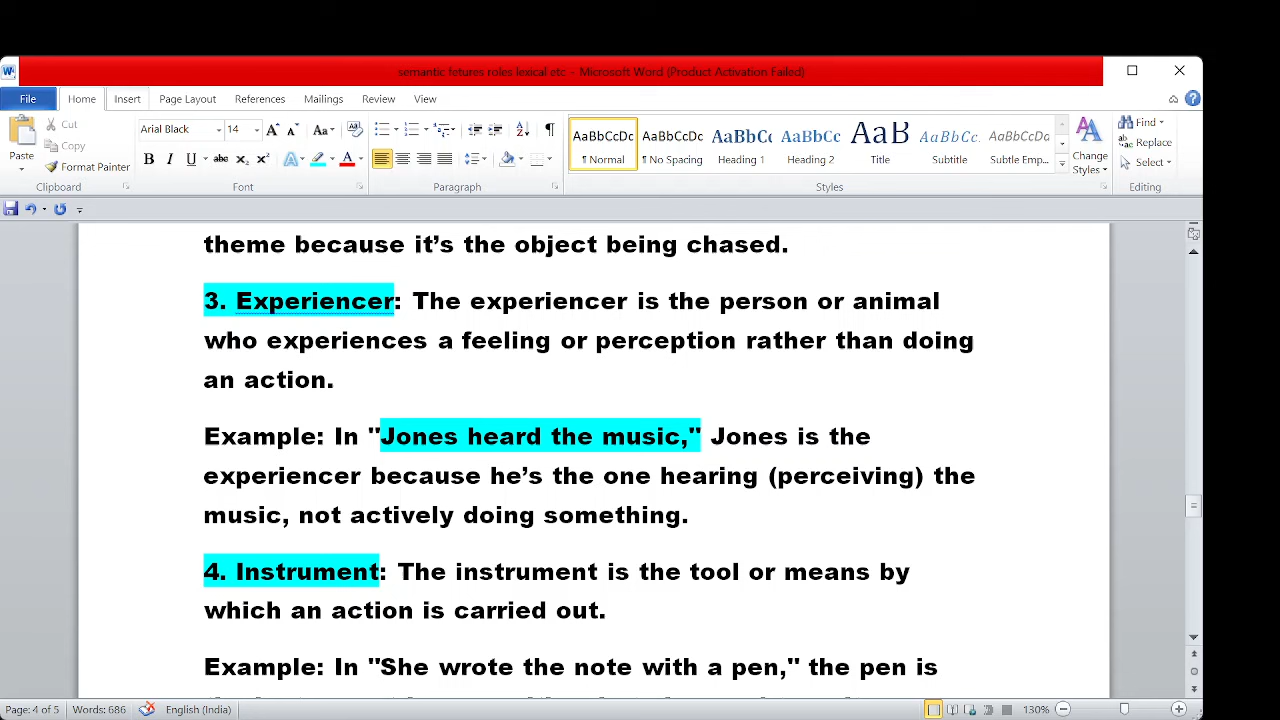 semantic fetures roles lexical etc - Microsoft Word (Product Activation Failed)
File Home Insert Page Layout References Mailings Review View
Cut
Copy
Paste
Format Painter
Clipboard
Arial Black 14
Font
Paragraph
AaBbCcDc AaBbCcDc AaBbCc AaBbCc AaB AaBbCc. AaBbCcDc
¶ Normal ¶ No Spacing Heading 1 Heading 2 Title Subtitle Subtle Emp...
Change Styles
Styles
Find
Replace
Select
Editing
theme because it’s the object being chased.
3. Experiencer: The experiencer is the person or animal
who experiences a feeling or perception rather than doing
an action.
Example: In "Jones heard the music," Jones is the
experiencer because he’s the one hearing (perceiving) the
music, not actively doing something.
4. Instrument: The instrument is the tool or means by
which an action is carried out.
Example: In "She wrote the note with a pen," the pen is
Page: 4 of 5 Words: 686 English (India) 130%